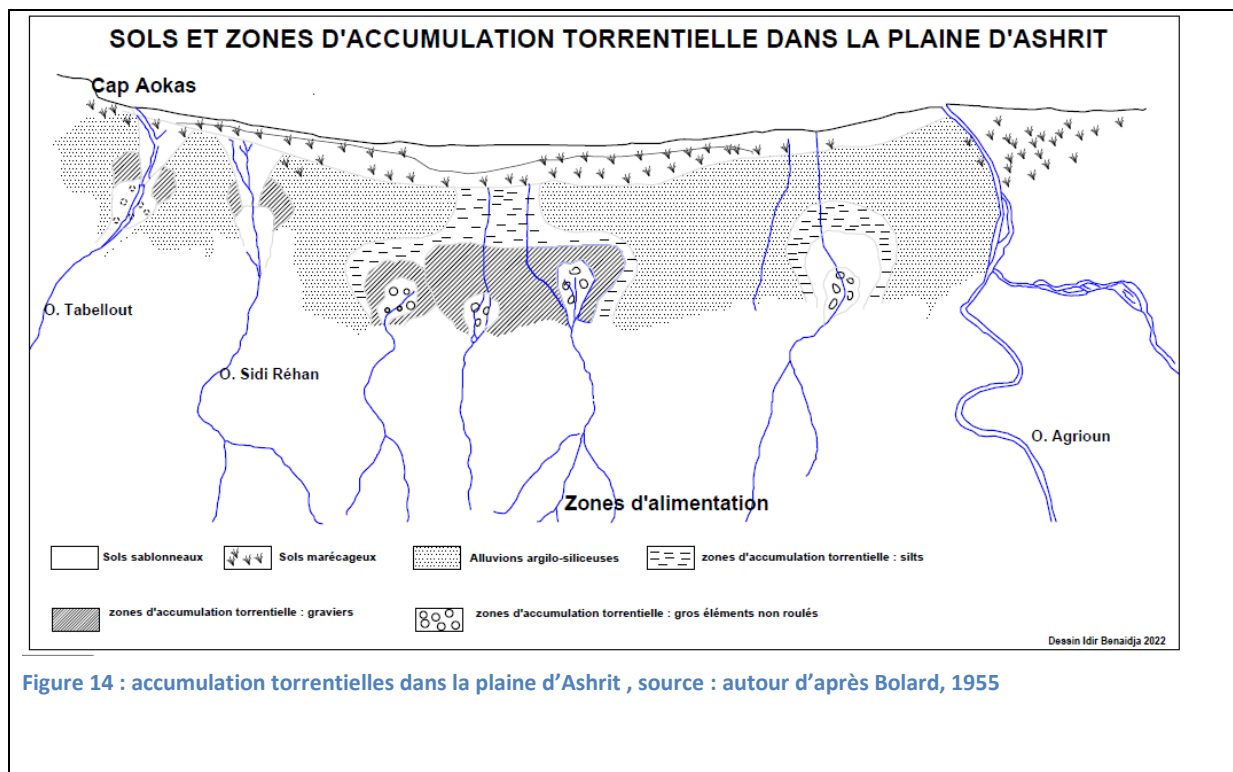 SOLS ET ZONES D'ACCUMULATION TORRENTIELLE DANS LA PLAINE D'ASHRIT
Cap Aokas
O. Tabellout
O. Sidi Réhan
O. Agrioun
Zones d'alimentation
Sols sablonneaux
Sols marécageux
Alluvions argilo-siliceuses
zones d'accumulation torrentielle : silts
zones d'accumulation torrentielle : graviers
zones d'accumulation torrentielle : gros éléments non roulés
Dessin Idir Benaidja 2022
Figure 14 : accumulation torrentielles dans la plaine d'Ashrit , source : autour d'après Bolard, 1955